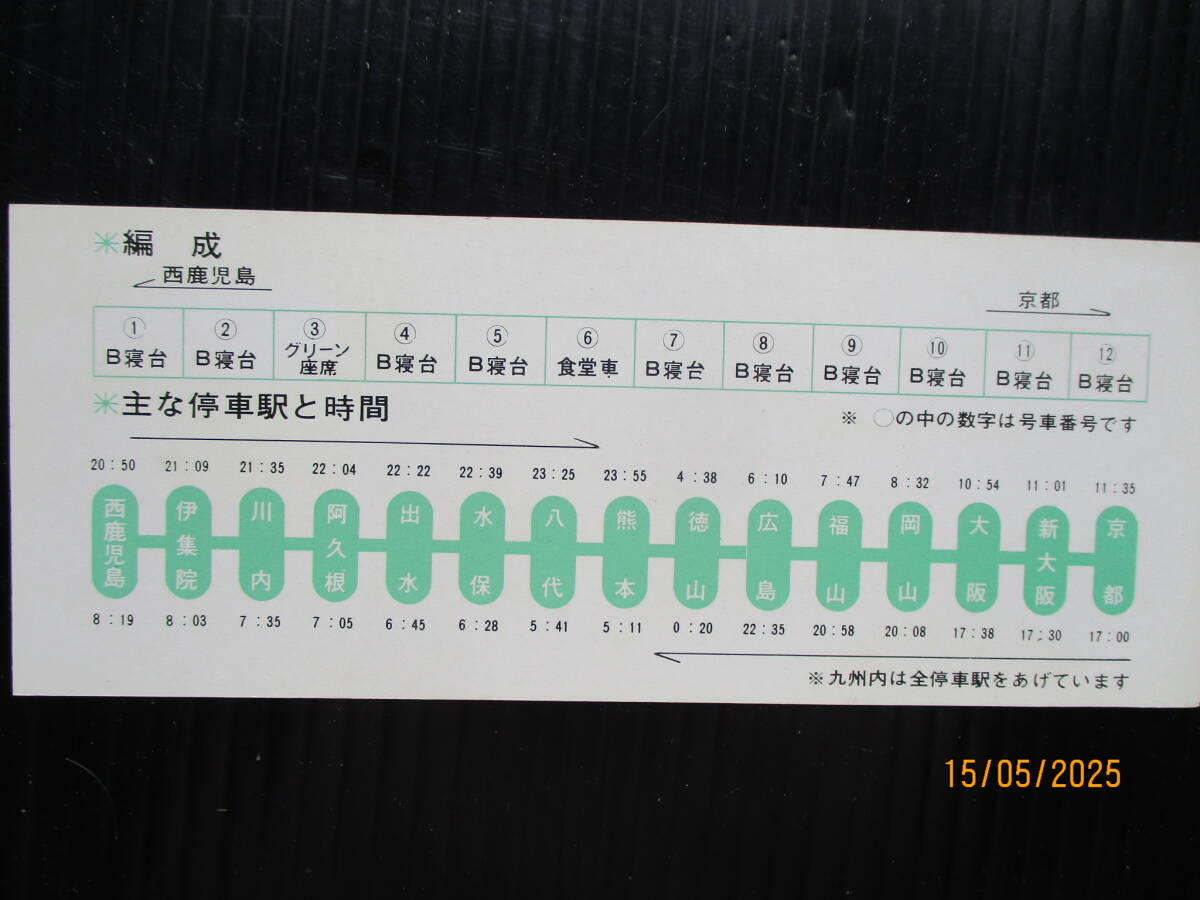 ✳編　成
西鹿児島
京都
① ② ③ ④ ⑤ ⑥ ⑦ ⑧ ⑨ ⑩ ⑪ ⑫
B寝台 B寝台 グリーン座席 B寝台 B寝台 食堂車 B寝台 B寝台 B寝台 B寝台 B寝台 B寝台
✳主な停車駅と時間
※ ○の中の数字は号車番号です
20:50 21:09 21:35 22:04 22:22 22:39 23:25 23:55 4:38 6:10 7:47 8:32 10:54 11:01 11:35
西鹿児島 伊集院 川内 阿久根 出水 水保 八代 熊本 徳山 広島 福山 岡山 大阪 新大阪 京都
8:19 8:03 7:35 7:05 6:45 6:28 5:41 5:11 0:20 22:35 20:58 20:08 17:38 17:30 17:00
※九州内は全停車駅をあげています
15/05/2025